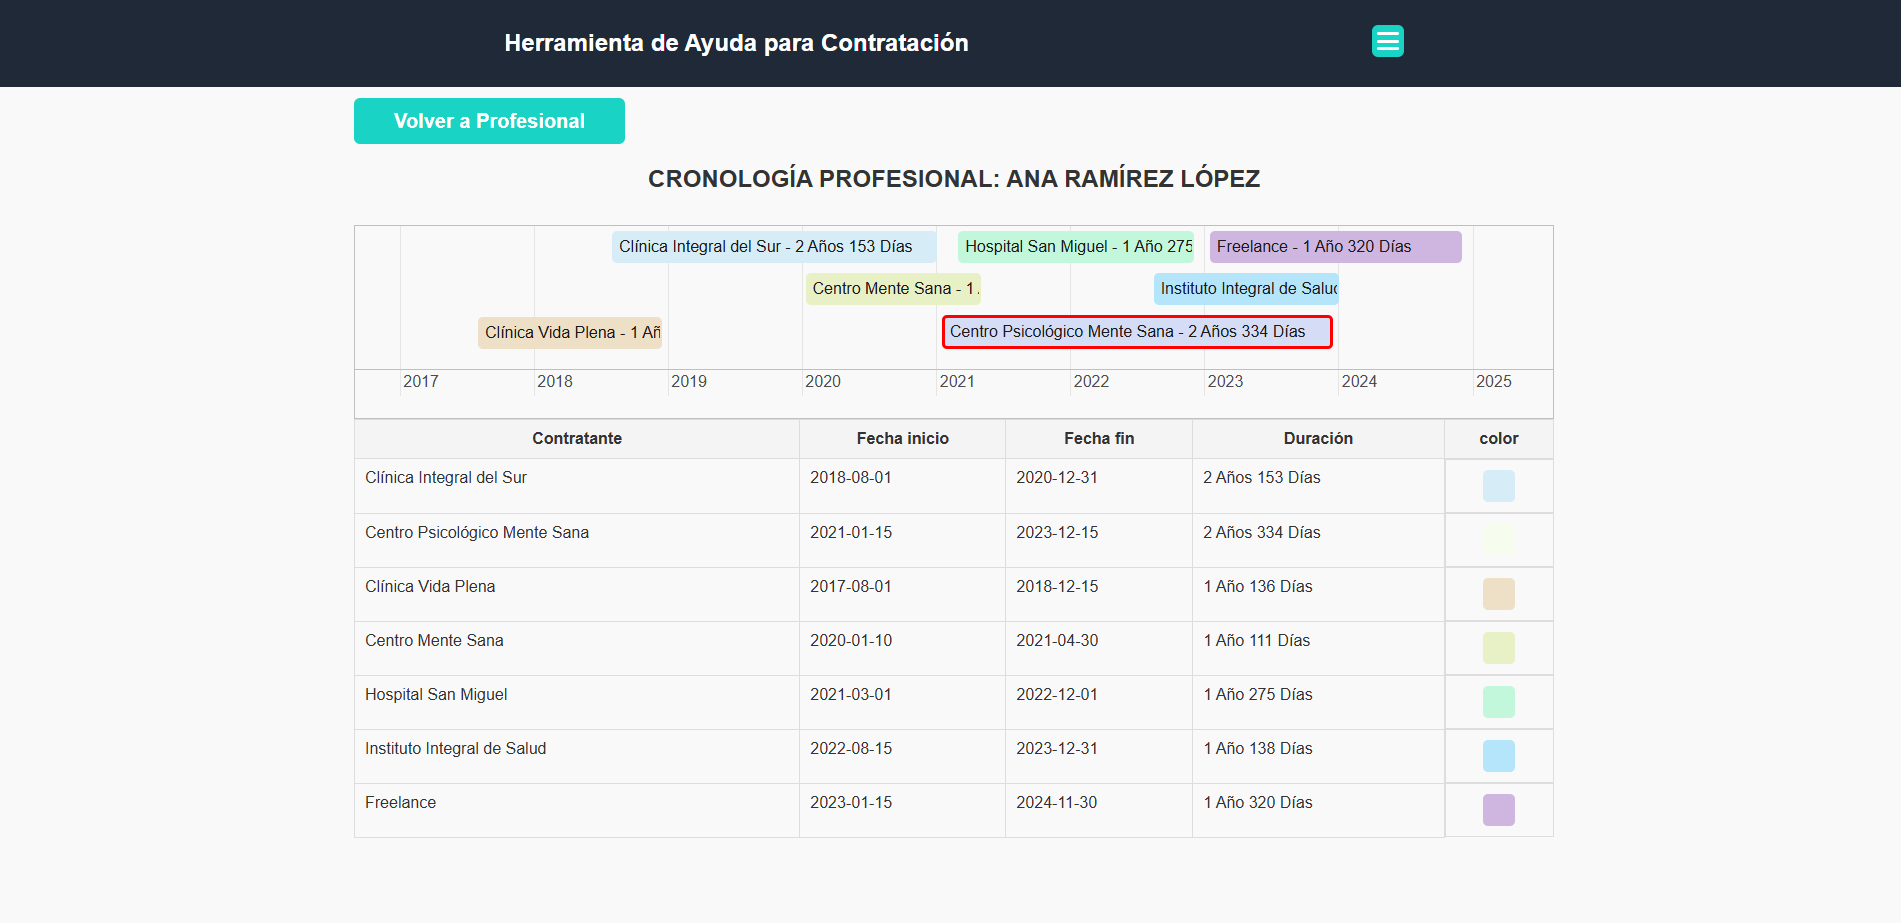 Herramienta de Ayuda para Contratación
Volver a Profesional
CRONOLOGÍA PROFESIONAL: ANA RAMÍREZ LÓPEZ
Clínica Integral del Sur - 2 Años 153 Días
Hospital San Miguel - 1 Año 275
Freelance - 1 Año 320 Días
Centro Mente Sana - 1
Instituto Integral de Salud
Clínica Vida Plena - 1 Añ
Centro Psicológico Mente Sana - 2 Años 334 Días
2017 2018 2019 2020 2021 2022 2023 2024 2025
Contratante Fecha inicio Fecha fin Duración color
Clínica Integral del Sur 2018-08-01 2020-12-31 2 Años 153 Días
Centro Psicológico Mente Sana 2021-01-15 2023-12-15 2 Años 334 Días
Clínica Vida Plena 2017-08-01 2018-12-15 1 Año 136 Días
Centro Mente Sana 2020-01-10 2021-04-30 1 Año 111 Días
Hospital San Miguel 2021-03-01 2022-12-01 1 Año 275 Días
Instituto Integral de Salud 2022-08-15 2023-12-31 1 Año 138 Días
Freelance 2023-01-15 2024-11-30 1 Año 320 Días